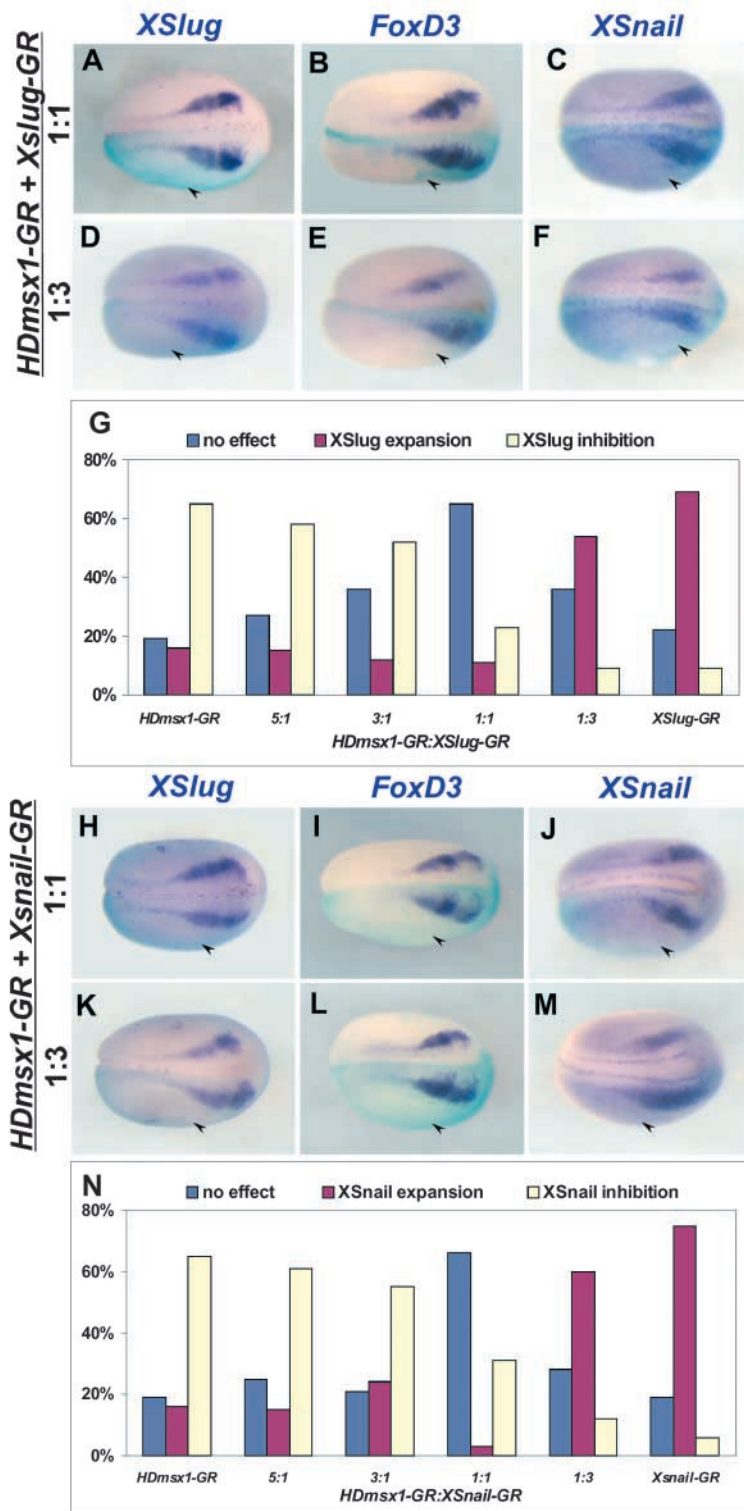 XSlug FoxD3 XSnail
HDmsx1-GR + Xslug-GR
1:1
A B C
1:3
D E F
G
no effect XSlug expansion XSlug inhibition
80%
60%
40%
20%
0%
HDmsx1-GR 5:1 3:1 1:1 1:3 XSlug-GR
HDmsx1-GR:XSlug-GR
XSlug FoxD3 XSnail
HDmsx1-GR + Xsnail-GR
1:1
H I J
1:3
K L M
N
no effect XSnail expansion XSnail inhibition
80%
60%
40%
20%
0%
HDmsx1-GR 5:1 3:1 1:1 1:3 Xsnail-GR
HDmsx1-GR:XSnail-GR